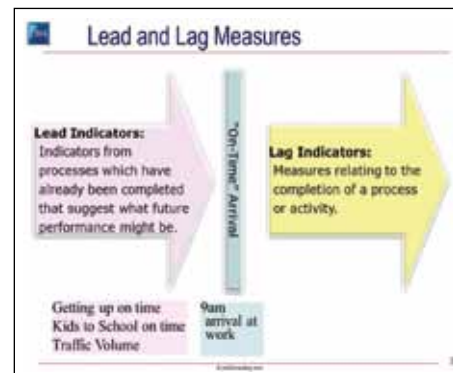 Lead and Lag Measures
Lead Indicators:
Indicators from
processes which have
already been completed
that suggest what future
performance might be.
"On-Time" Arrival
Lag Indicators:
Measures relating to the
completion of a process
or activity.
Getting up on time
Kids to School on time
Traffic Volume
9am
arrival at
work